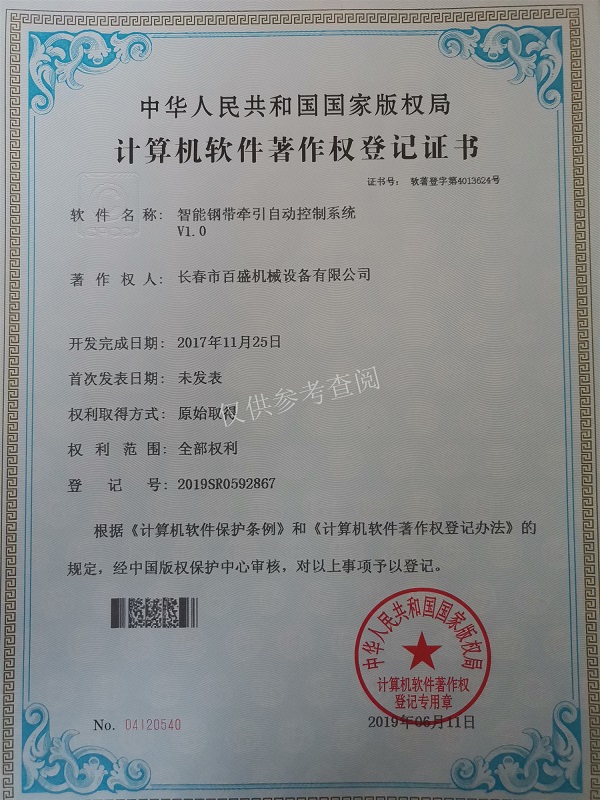 中华人民共和国国家版权局
计算机软件著作权登记证书
证书号： 软著登字第4013624号
软件名称： 智能钢带牵引自动控制系统
V1.0
著作权人： 长春市百盛机械设备有限公司
开发完成日期： 2017年11月25日
首次发表日期： 未发表
仅供参考查阅
权利取得方式： 原始取得
权利范围： 全部权利
登记号： 2019SR0592867
根据《计算机软件保护条例》和《计算机软件著作权登记办法》的
规定，经中国版权保护中心审核，对以上事项予以登记。
中华人民共和国国家版权局
计算机软件著作权
登记专用章
No. 04120540
2019年06月11日